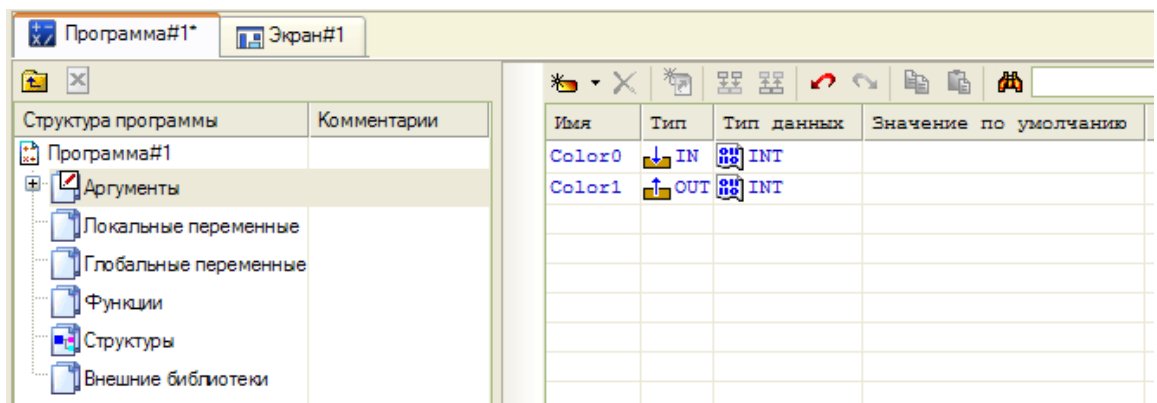 Программа#1* Экран#1
Структура программы Комментарии
Имя Тип Тип данных Значение по умолчанию
Программа#1
Color0 IN INT
Аргументы
Color1 OUT INT
Локальные переменные
Глобальные переменные
Функции
Структуры
Внешние библиотеки